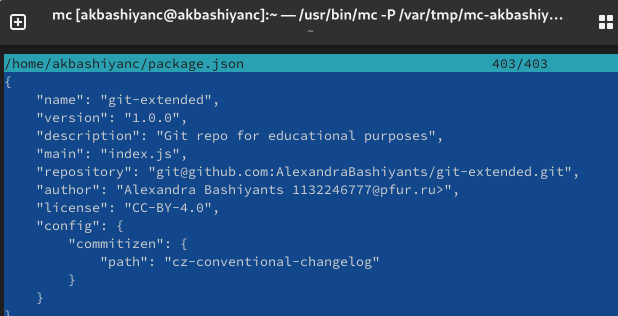 mc [akbashiyanc@akbashiyanc]:~ — /usr/bin/mc -P /var/tmp/mc-akbashiy…
~
/home/akbashiyanc/package.json 403/403
{
    "name": "git-extended",
    "version": "1.0.0",
    "description": "Git repo for educational purposes",
    "main": "index.js",
    "repository": "git@github.com:AlexandraBashiyants/git-extended.git",
    "author": "Alexandra Bashiyants 1132246777@pfur.ru>",
    "license": "CC-BY-4.0",
    "config": {
        "commitizen": {
            "path": "cz-conventional-changelog"
        }
    }
}